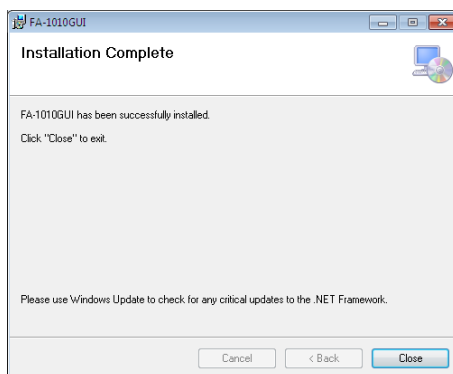 FA-1010GUI
Installation Complete
FA-1010GUI has been successfully installed.
Click "Close" to exit.
Please use Windows Update to check for any critical updates to the .NET Framework.
Cancel
< Back
Close